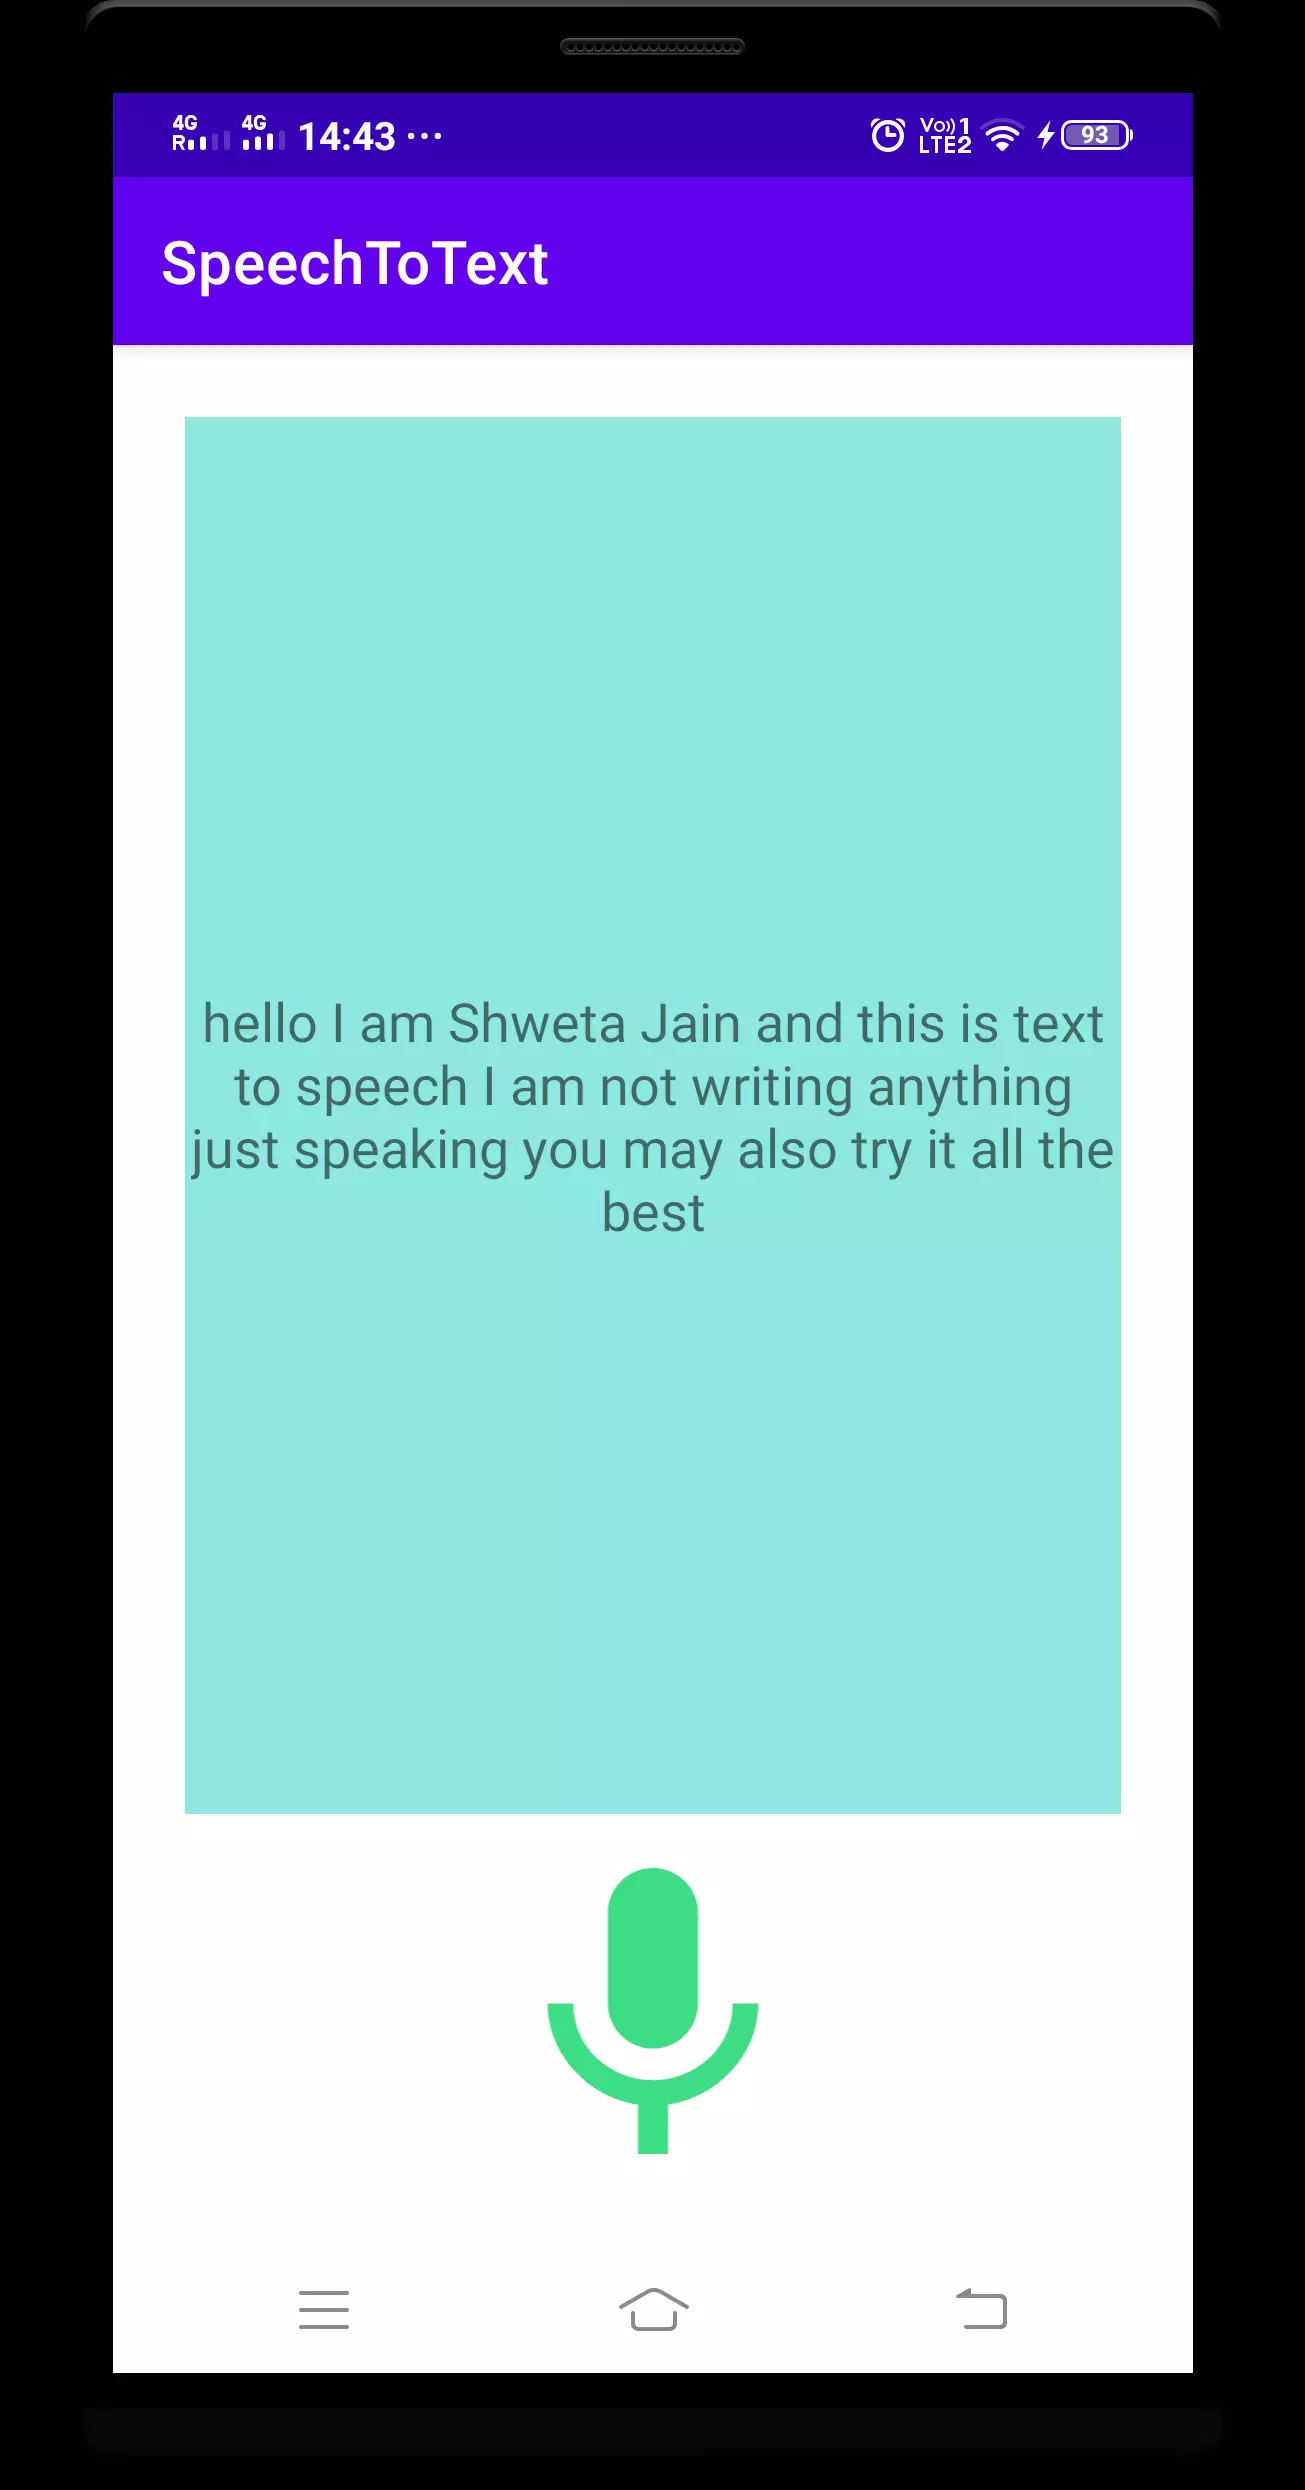 4G R 4G 14:43 ... Vo)) 1 LTE2 93
SpeechToText
hello I am Shweta Jain and this is text
to speech I am not writing anything
just speaking you may also try it all the
best